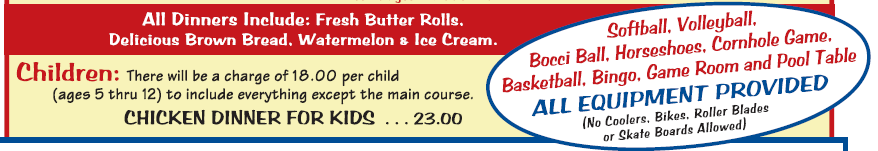 All Dinners Include: Fresh Butter Rolls,
Delicious Brown Bread, Watermelon & Ice Cream.
Children: There will be a charge of 18.00 per child
(ages 5 thru 12) to include everything except the main course.
CHICKEN DINNER FOR KIDS ... 23.00
Softball, Volleyball,
Bocci Ball, Horseshoes, Cornhole Game,
Basketball, Bingo, Game Room and Pool Table
ALL EQUIPMENT PROVIDED
(No Coolers, Bikes, Roller Blades
or Skate Boards Allowed)